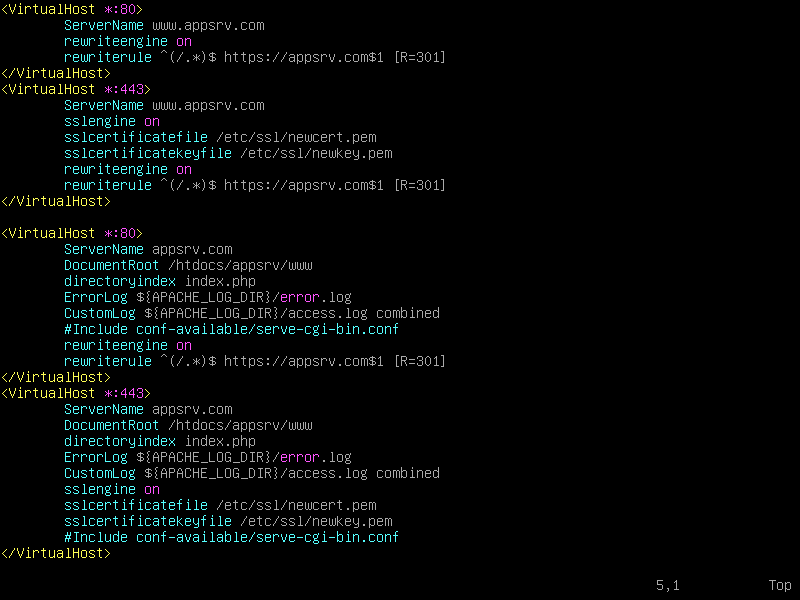 <VirtualHost *:80>
        ServerName www.appsrv.com
        rewriteengine on
        rewriterule ^(/.*)$ https://appsrv.com$1 [R=301]
</VirtualHost>
<VirtualHost *:443>
        ServerName www.appsrv.com
        sslengine on
        sslcertificatefile /etc/ssl/newcert.pem
        sslcertificatekeyfile /etc/ssl/newkey.pem
        rewriteengine on
        rewriterule ^(/.*)$ https://appsrv.com$1 [R=301]
</VirtualHost>

<VirtualHost *:80>
        ServerName appsrv.com
        DocumentRoot /htdocs/appsrv/www
        directoryindex index.php
        ErrorLog ${APACHE_LOG_DIR}/error.log
        CustomLog ${APACHE_LOG_DIR}/access.log combined
        #Include conf-available/serve-cgi-bin.conf
        rewriteengine on
        rewriterule ^(/.*)$ https://appsrv.com$1 [R=301]
</VirtualHost>
<VirtualHost *:443>
        ServerName appsrv.com
        DocumentRoot /htdocs/appsrv/www
        directoryindex index.php
        ErrorLog ${APACHE_LOG_DIR}/error.log
        CustomLog ${APACHE_LOG_DIR}/access.log combined
        sslengine on
        sslcertificatefile /etc/ssl/newcert.pem
        sslcertificatekeyfile /etc/ssl/newkey.pem
        #Include conf-available/serve-cgi-bin.conf
</VirtualHost>
5,1 Top